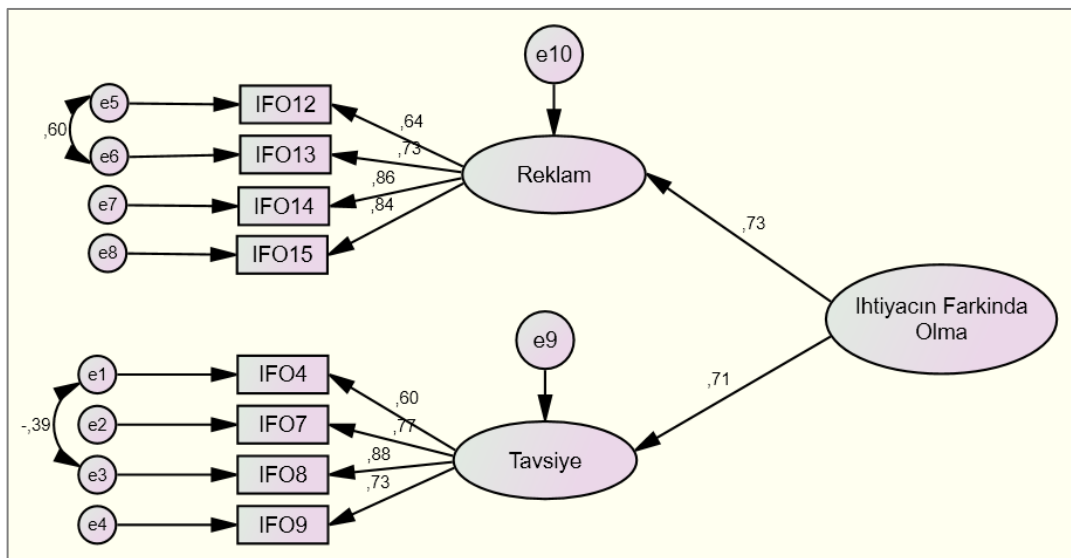 e10
e5
IFO12
,64
,60
e6
IFO13
,73
Reklam
,86
e7
IFO14
,84
e8
IFO15
,73
Ihtiyacın Farkinda
Olma
e9
e1
IFO4
,60
,71
-,39
e2
IFO7
,77
e3
IFO8
,88
Tavsiye
,73
e4
IFO9